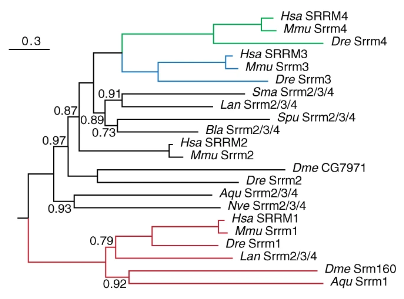 Hsa SRRM4
Mmu Srrm4
Dre Srrm4
0.3
Hsa SRRM3
Mmu Srrm3
Dre Srrm3
0.91
Sma Srrm2/3/4
Lan Srrm2/3/4
0.87
0.89
Spu Srrm2/3/4
0.73
Bla Srrm2/3/4
0.97
Hsa SRRM2
Mmu Srrm2
Dme CG7971
Dre Srrm2
Aqu Srrm2/3/4
0.93
Nve Srrm2/3/4
Hsa SRRM1
Mmu Srrm1
0.79
Dre Srrm1
Lan Srrm2/3/4
Dme Srm160
0.92
Aqu Srrm1